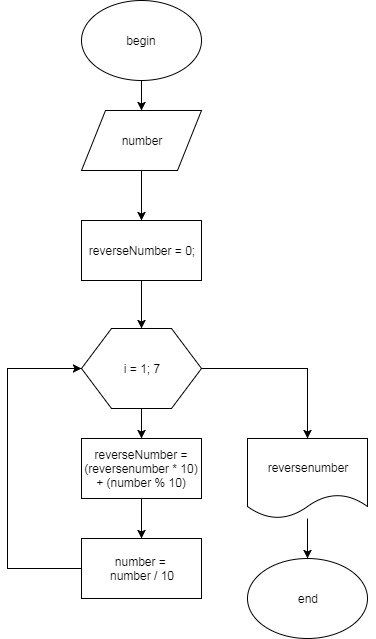 begin
number
reverseNumber = 0;
i = 1; 7
reverseNumber =
(reversenumber * 10)
+ (number % 10)
reversenumber
number =
number / 10
end